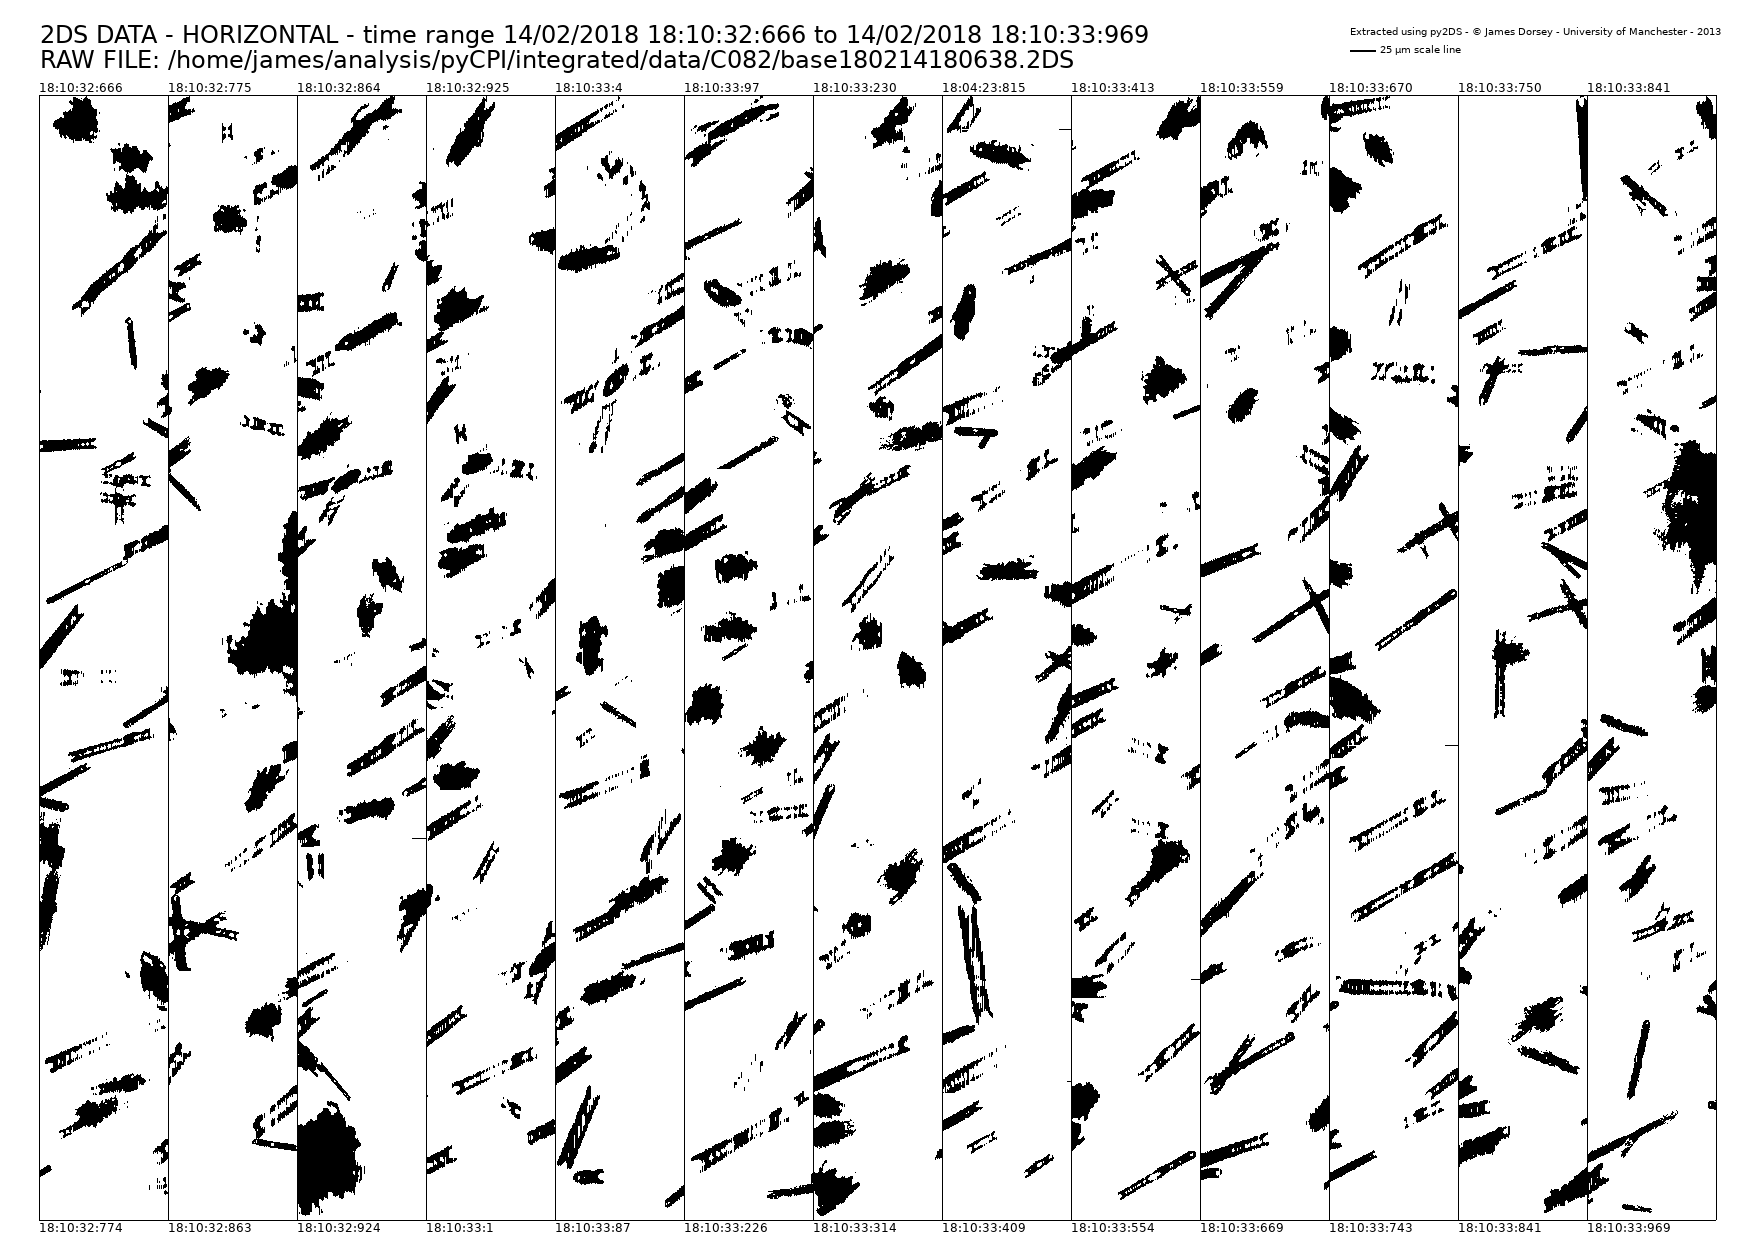 2DS DATA - HORIZONTAL - time range 14/02/2018 18:10:32:666 to 14/02/2018 18:10:33:969
RAW FILE: /home/james/analysis/pyCPI/integrated/data/C082/base180214180638.2DS
Extracted using py2DS - © James Dorsey - University of Manchester - 2013
25 µm scale line
18:10:32:666 18:10:32:775 18:10:32:864 18:10:32:925 18:10:33:4 18:10:33:97 18:10:33:230 18:04:23:815 18:10:33:413 18:10:33:559 18:10:33:670 18:10:33:750 18:10:33:841
18:10:32:774 18:10:32:863 18:10:32:924 18:10:33:1 18:10:33:87 18:10:33:226 18:10:33:314 18:10:33:409 18:10:33:554 18:10:33:669 18:10:33:743 18:10:33:841 18:10:33:969